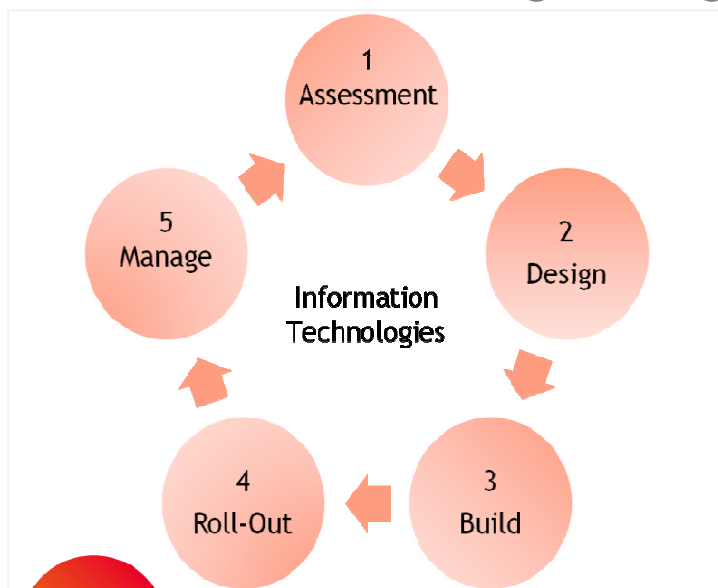 1
Assessment
2
Design
3
Build
4
Roll-Out
5
Manage
Information
Technologies